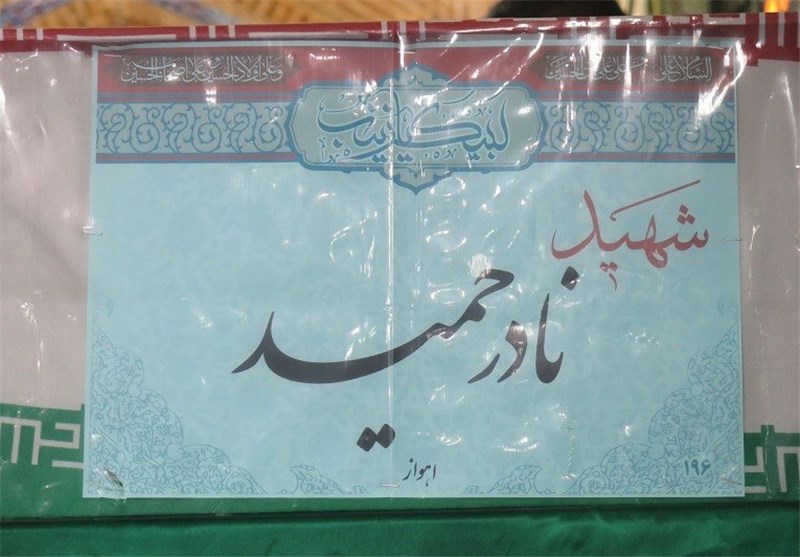 السلام علی الحسین و علی علی بن الحسین
و علی اولاد الحسین و علی اصحاب الحسین
لبیک یا زینب
شهید
نادر حمید
اهواز
۱۹۶